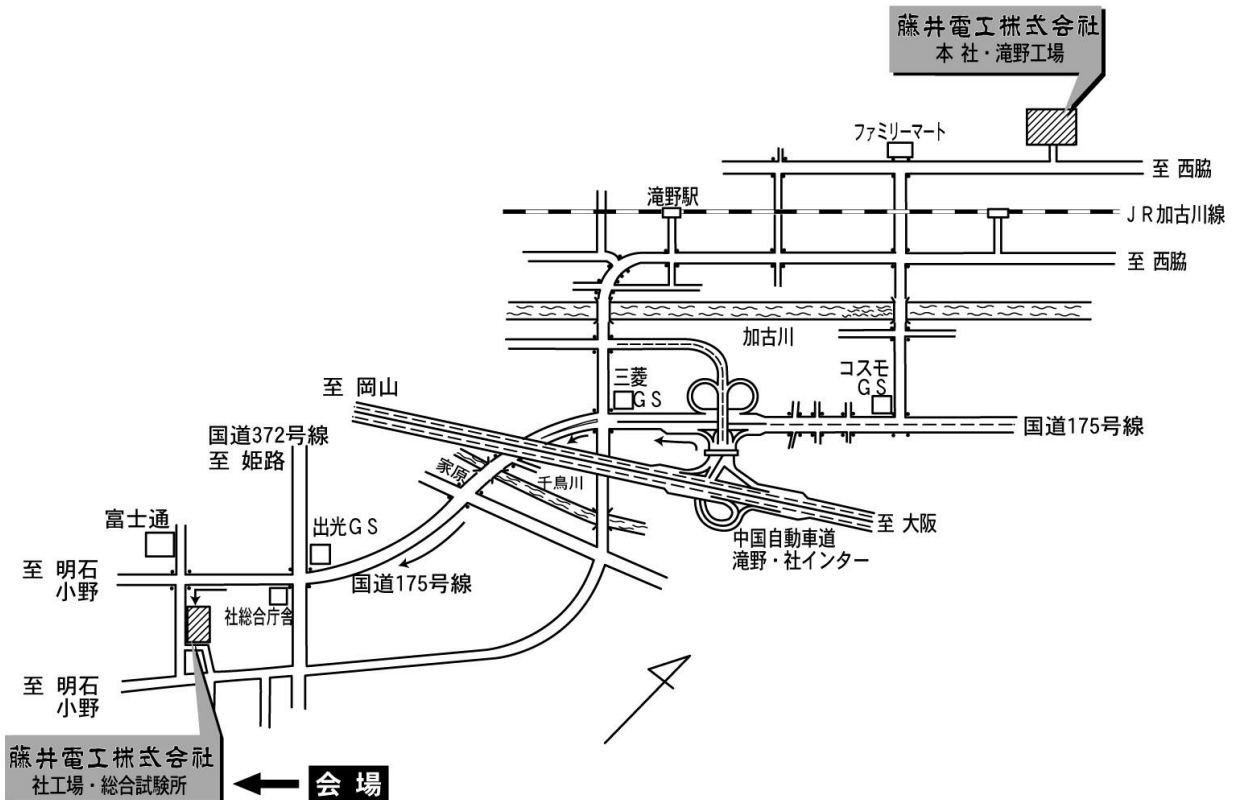 藤井電工株式会社
本 社・滝野工場
ファミリーマート
至 西脇
滝野駅
JR加古川線
至 西脇
加古川
三菱
GS
コスモ
GS
至 岡山
国道175号線
国道372号線
至 姫路
家原
千鳥川
富士通
出光GS
至 大阪
中国自動車道
滝野・社インター
至 明石
小野
国道175号線
社総合庁舎
至 明石
小野
藤井電工株式会社
社工場・総合試験所
会 場